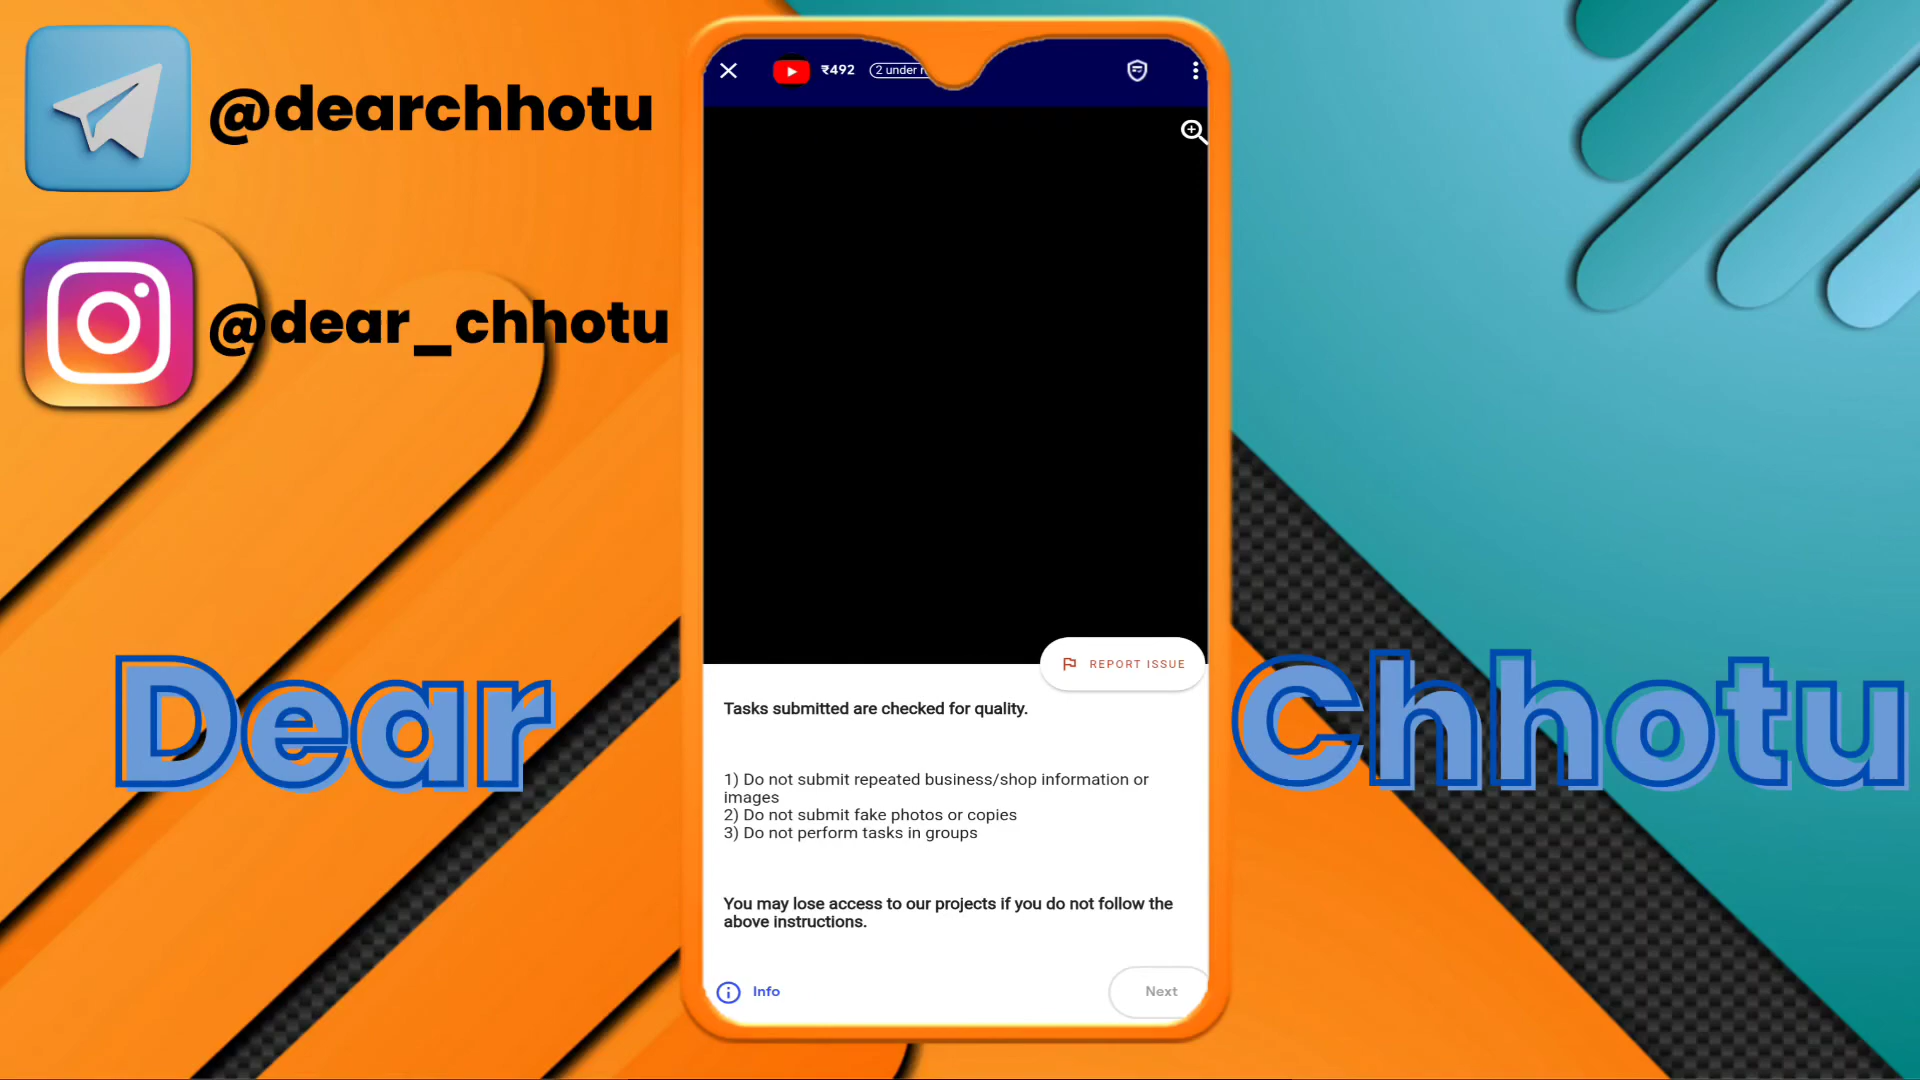 @dearchhotu
@dear_chhotu
₹492
2 under
REPORT ISSUE
Tasks submitted are checked for quality.
1) Do not submit repeated business/shop information or
images
2) Do not submit fake photos or copies
3) Do not perform tasks in groups
You may lose access to our projects if you do not follow the
above instructions.
Info
Next
Dear
Chhotu